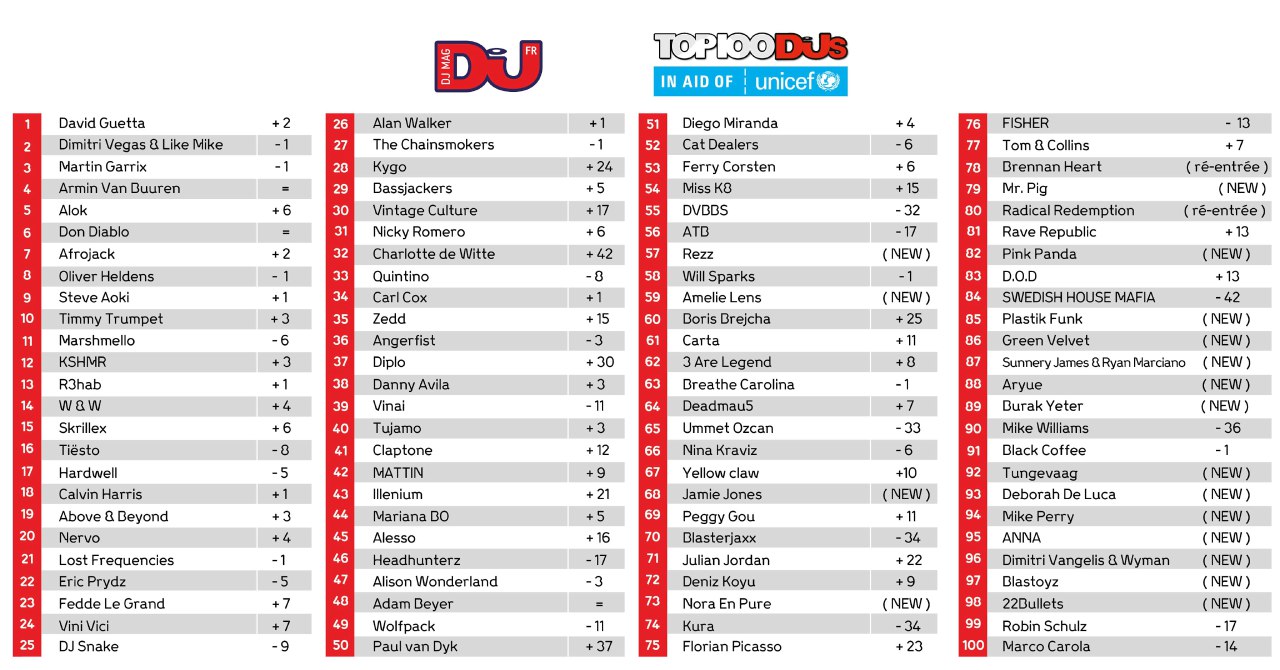 DJ MAG DJ FR
TOP100 DJs
IN AID OF unicef
1 David Guetta + 2
2 Dimitri Vegas & Like Mike - 1
3 Martin Garrix - 1
4 Armin Van Buuren =
5 Alok + 6
6 Don Diablo =
7 Afrojack + 2
8 Oliver Heldens - 1
9 Steve Aoki + 1
10 Timmy Trumpet + 3
11 Marshmello - 6
12 KSHMR + 3
13 R3hab + 1
14 W & W + 4
15 Skrillex + 6
16 Tiësto - 8
17 Hardwell - 5
18 Calvin Harris + 1
19 Above & Beyond + 3
20 Nervo + 4
21 Lost Frequencies - 1
22 Eric Prydz - 5
23 Fedde Le Grand + 7
24 Vini Vici + 7
25 DJ Snake - 9
26 Alan Walker + 1
27 The Chainsmokers - 1
28 Kygo + 24
29 Bassjackers + 5
30 Vintage Culture + 17
31 Nicky Romero + 6
32 Charlotte de Witte + 42
33 Quintino - 8
34 Carl Cox + 1
35 Zedd + 15
36 Angerfist - 3
37 Diplo + 30
38 Danny Avila + 3
39 Vinai - 11
40 Tujamo + 3
41 Claptone + 12
42 MATTIN + 9
43 Illenium + 21
44 Mariana BO + 5
45 Alesso + 16
46 Headhunterz - 17
47 Alison Wonderland - 3
48 Adam Beyer =
49 Wolfpack - 11
50 Paul van Dyk + 37
51 Diego Miranda + 4
52 Cat Dealers - 6
53 Ferry Corsten + 6
54 Miss K8 + 15
55 DVBBS - 32
56 ATB - 17
57 Rezz ( NEW )
58 Will Sparks - 1
59 Amelie Lens ( NEW )
60 Boris Brejcha + 25
61 Carta + 11
62 3 Are Legend + 8
63 Breathe Carolina - 1
64 Deadmau5 + 7
65 Ummet Ozcan - 33
66 Nina Kraviz - 6
67 Yellow claw +10
68 Jamie Jones ( NEW )
69 Peggy Gou + 11
70 Blasterjaxx - 34
71 Julian Jordan + 22
72 Deniz Koyu + 9
73 Nora En Pure ( NEW )
74 Kura - 34
75 Florian Picasso + 23
76 FISHER - 13
77 Tom & Collins + 7
78 Brennan Heart ( ré-entrée )
79 Mr. Pig ( NEW )
80 Radical Redemption ( ré-entrée )
81 Rave Republic + 13
82 Pink Panda ( NEW )
83 D.O.D + 13
84 SWEDISH HOUSE MAFIA - 42
85 Plastik Funk ( NEW )
86 Green Velvet ( NEW )
87 Sunnery James & Ryan Marciano ( NEW )
88 Aryue ( NEW )
89 Burak Yeter ( NEW )
90 Mike Williams - 36
91 Black Coffee - 1
92 Tungevaag ( NEW )
93 Deborah De Luca ( NEW )
94 Mike Perry ( NEW )
95 ANNA ( NEW )
96 Dimitri Vangelis & Wyman ( NEW )
97 Blastoyz ( NEW )
98 22Bullets ( NEW )
99 Robin Schulz - 17
100 Marco Carola - 14